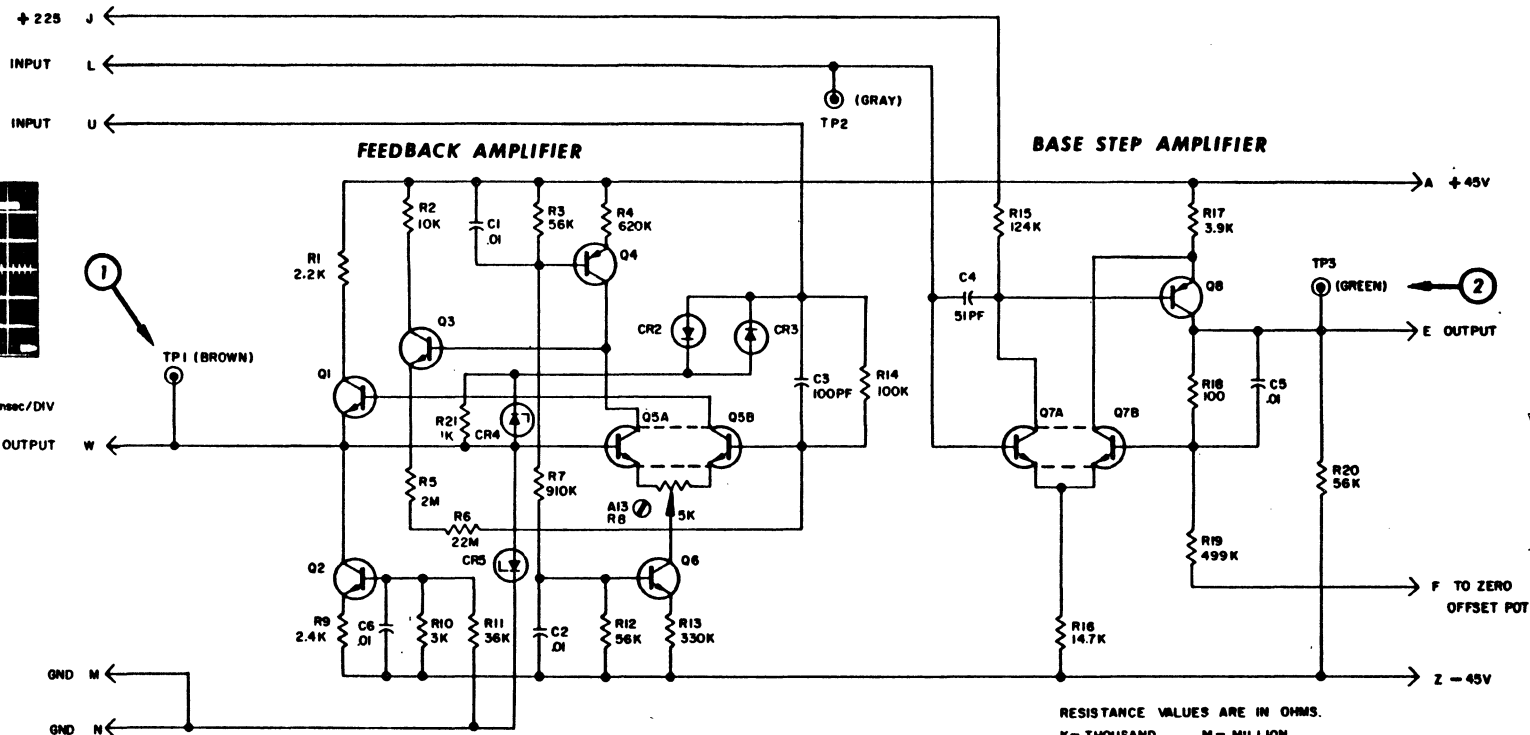 +225 J
INPUT L
(GRAY)
TP2
INPUT U
FEEDBACK AMPLIFIER
BASE STEP AMPLIFIER
A +45V
R2
10K
C1
.01
R3
56K
R4
620K
R15
124K
R17
3.9K
R1
2.2K
Q4
1
TP3
(GREEN)
2
C4
51PF
Q8
Q3
CR2
CR3
E OUTPUT
TP1 (BROWN)
Q1
C3
100PF
R14
100K
R18
100
C5
.01
nsec/DIV
R21
1K
CR4
Q5A
Q5B
Q7A
Q7B
OUTPUT W
R5
2M
R7
910K
A13
R8
5K
R20
56K
R6
22M
CR5
Q6
R19
499K
Q2
F TO ZERO
OFFSET POT
R9
2.4K
C6
.01
R10
3K
R11
36K
C2
.01
R12
56K
R13
330K
R16
14.7K
GND M
Z -45V
GND N
RESISTANCE VALUES ARE IN OHMS.
K= THOUSAND M= MILLION